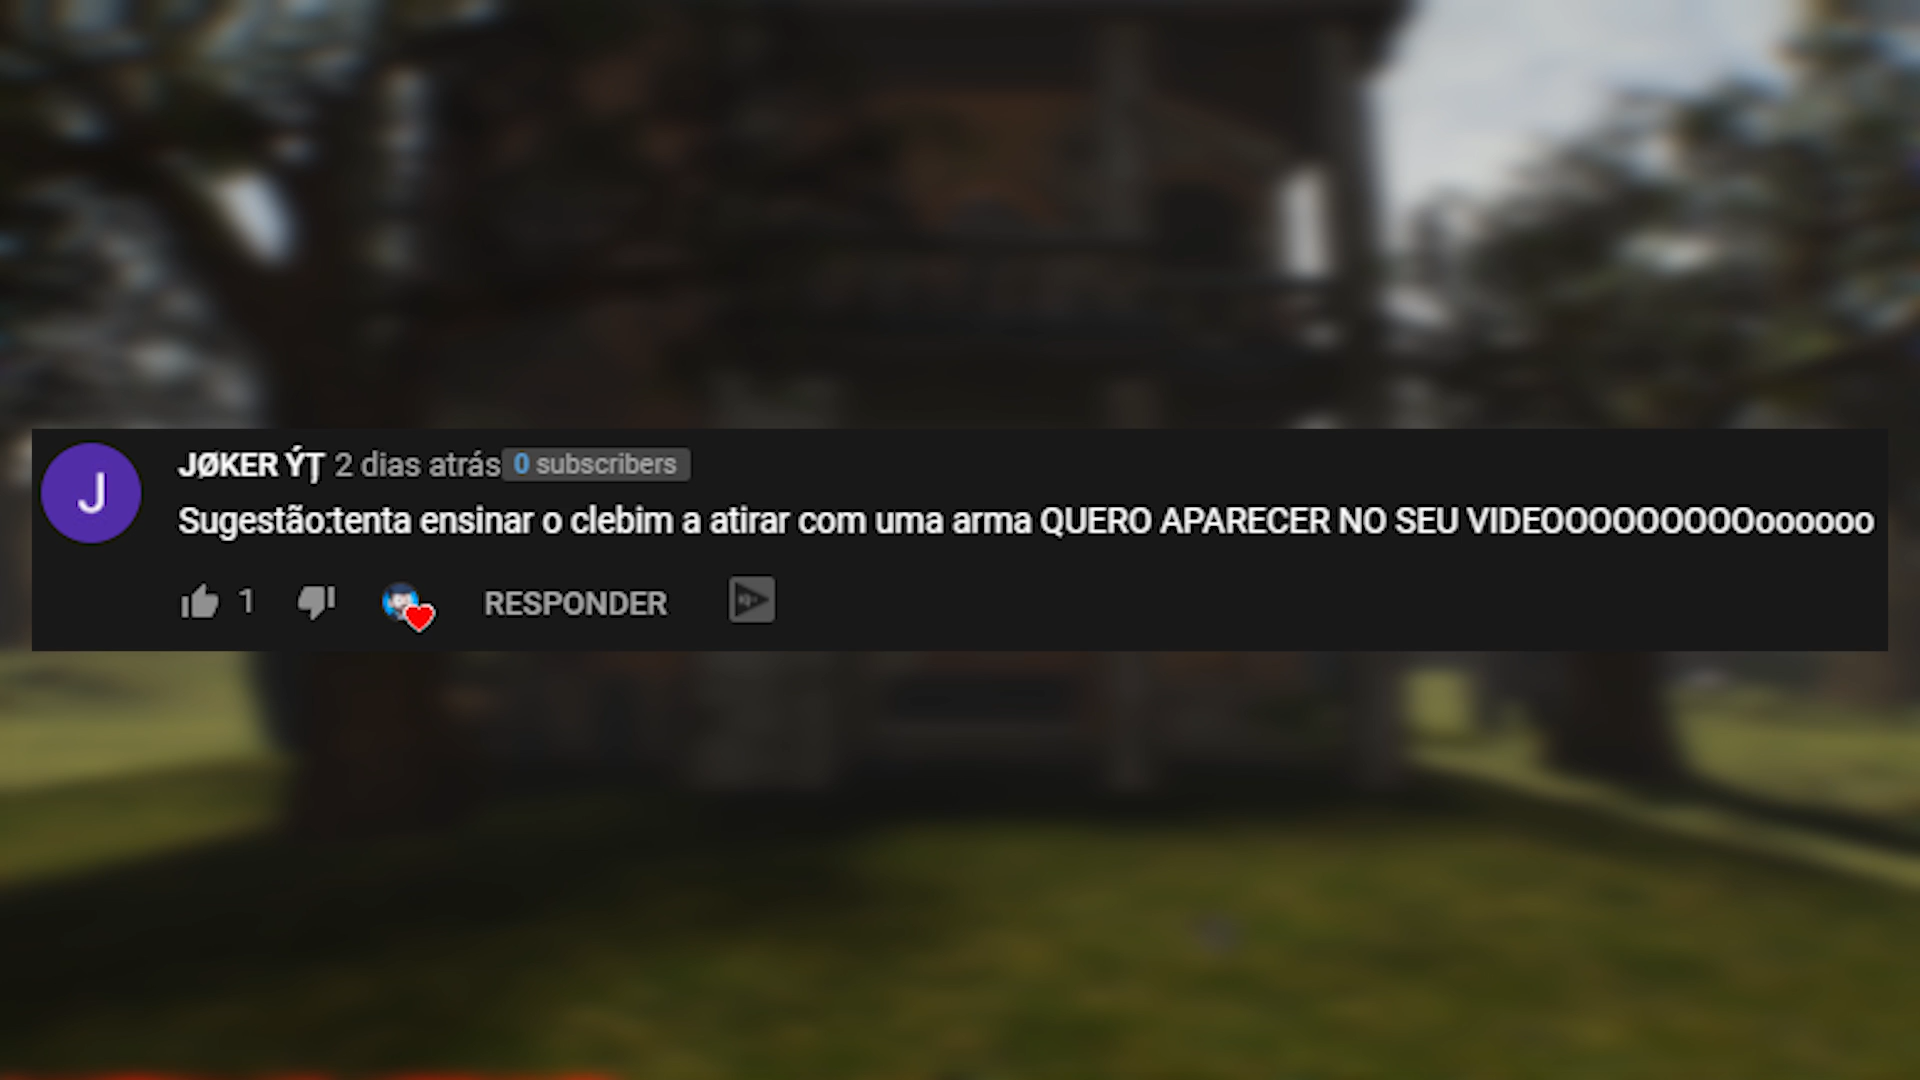 J
JØKER ÝŢ 2 dias atrás 0 subscribers
Sugestão:tenta ensinar o clebim a atirar com uma arma QUERO APARECER NO SEU VIDEOOOOOOOOOoooooo
1
RESPONDER